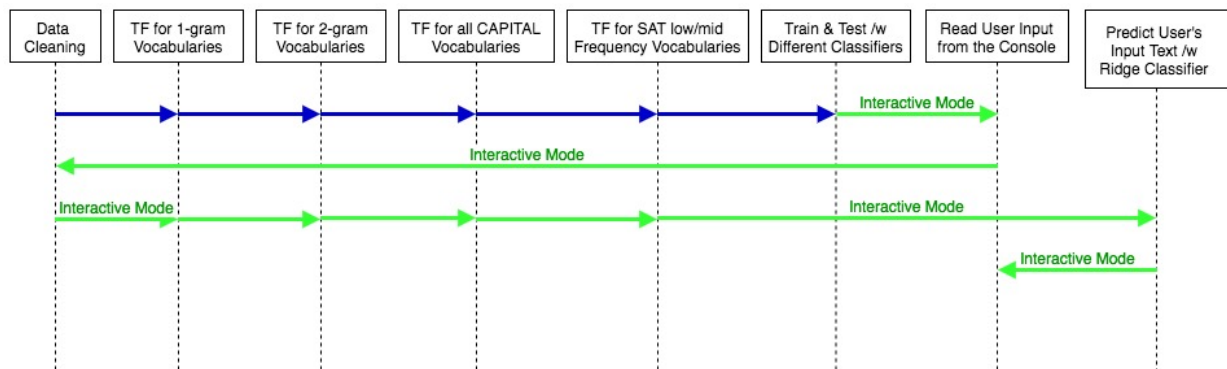 Data
Cleaning
TF for 1-gram
Vocabularies
TF for 2-gram
Vocabularies
TF for all CAPITAL
Vocabularies
TF for SAT low/mid
Frequency Vocabularies
Train & Test /w
Different Classifiers
Read User Input
from the Console
Predict User's
Input Text /w
Ridge Classifier
Interactive Mode
Interactive Mode
Interactive Mode
Interactive Mode
Interactive Mode